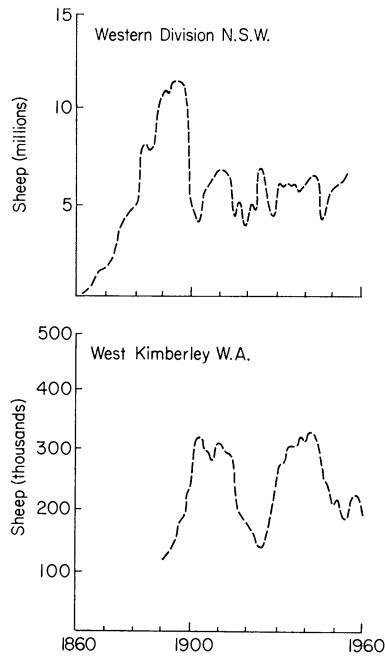 Western Division N.S.W.
Sheep (millions)
15
10
5
West Kimberley W.A.
Sheep (thousands)
500
400
300
200
100
1860
1900
1960